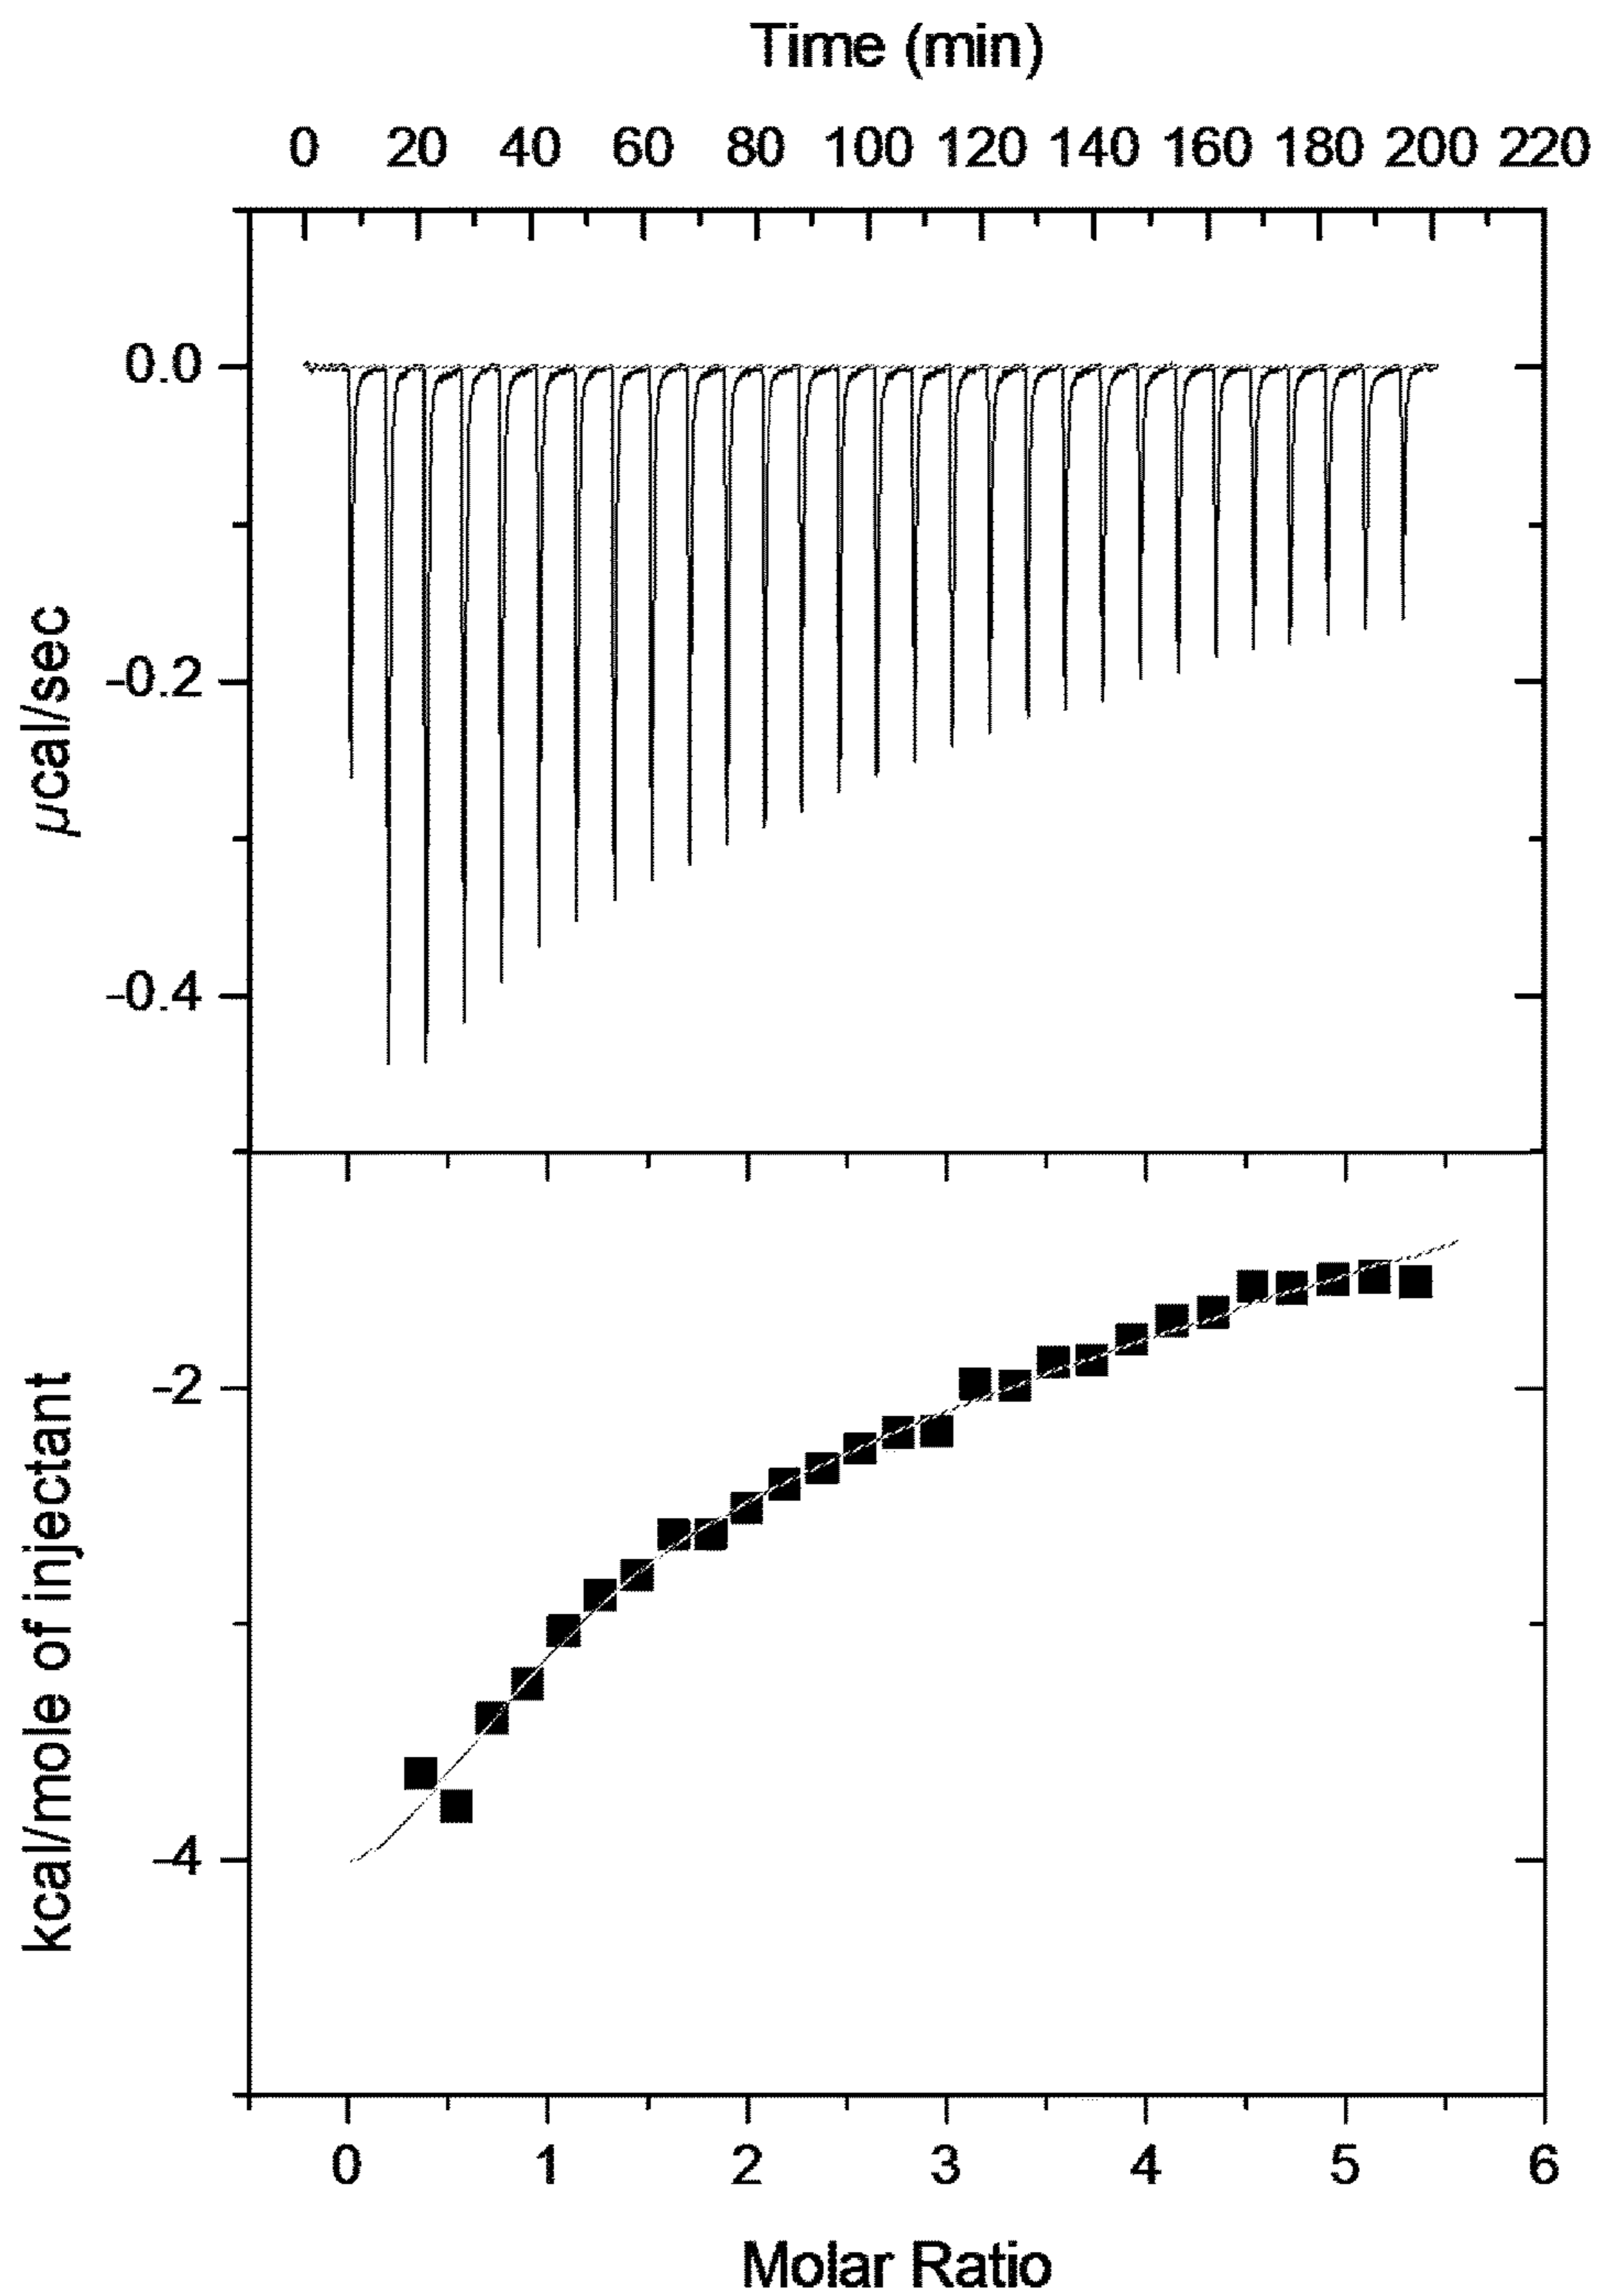 Time (min)
0 20 40 60 80 100 120 140 160 180 200 220
0.0
-0.2
-0.4
μcal/sec
-2
-4
kcal/mole of injectant
0 1 2 3 4 5 6
Molar Ratio